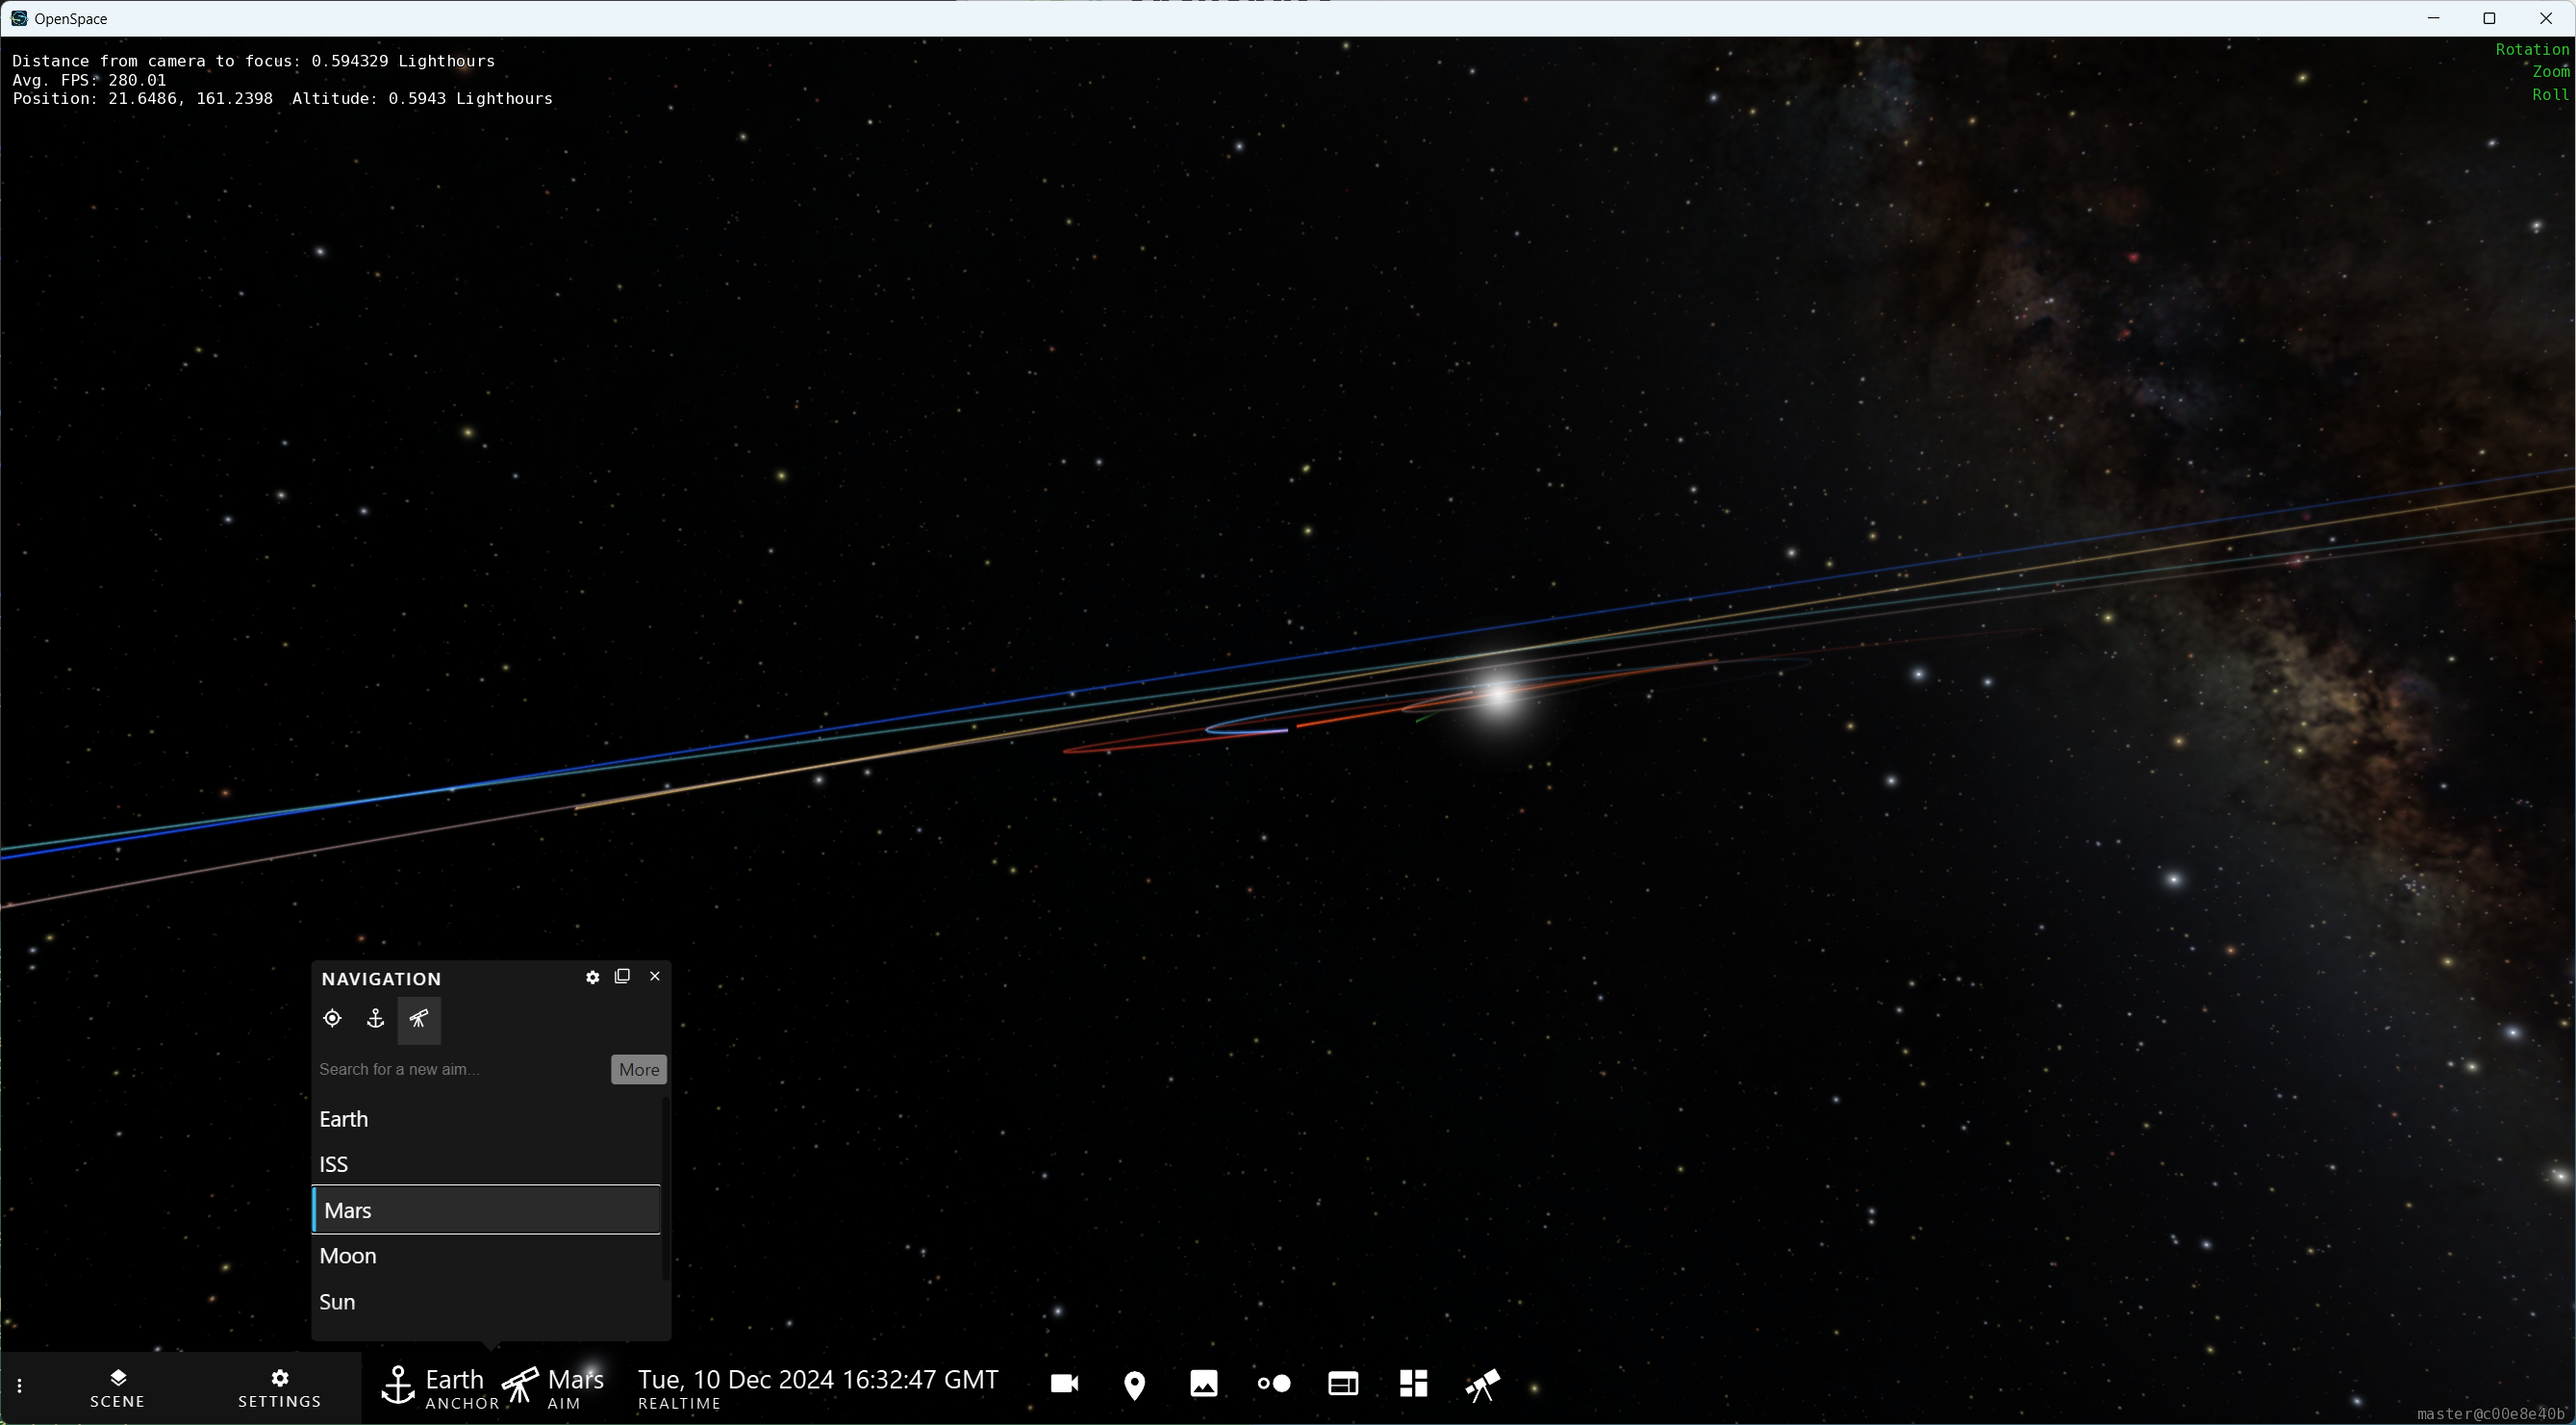 OpenSpace
Distance from camera to focus: 0.594329 Lighthours
Avg. FPS: 280.01
Position: 21.6486, 161.2398  Altitude: 0.5943 Lighthours
Rotation
Zoom
Roll
NAVIGATION
Search for a new aim...
More
Earth
ISS
Mars
Moon
Sun
SCENE
SETTINGS
Earth
ANCHOR
Mars
AIM
Tue, 10 Dec 2024 16:32:47 GMT
REALTIME
master@c00e8e40b